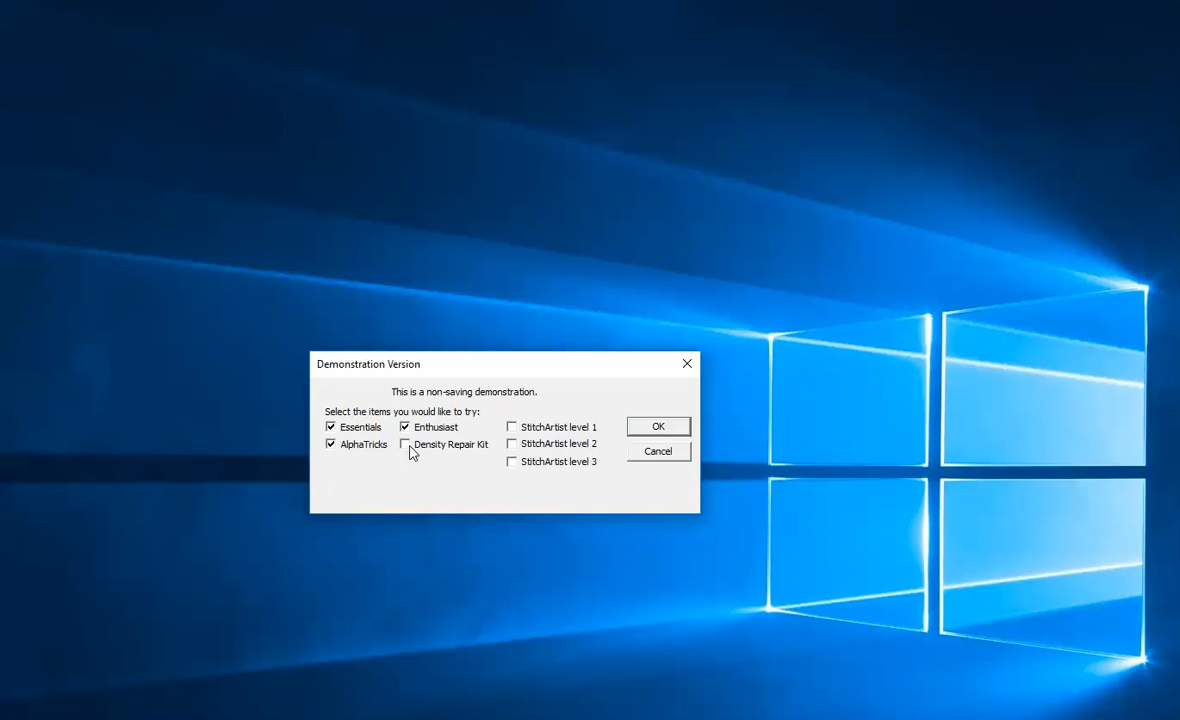 Demonstration Version
This is a non-saving demonstration.
Select the items you would like to try:
Essentials Enthusiast StitchArtist level 1 OK
AlphaTricks Density Repair Kit StitchArtist level 2 Cancel
StitchArtist level 3